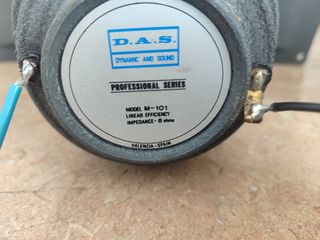 D.A.S.
DYNAMIC AND SOUND
PROFESSIONAL SERIES
MODEL M-101
LINEAR EFFICIENCY
IMPEDANCE - 8 ohms
VALENCIA - SPAIN